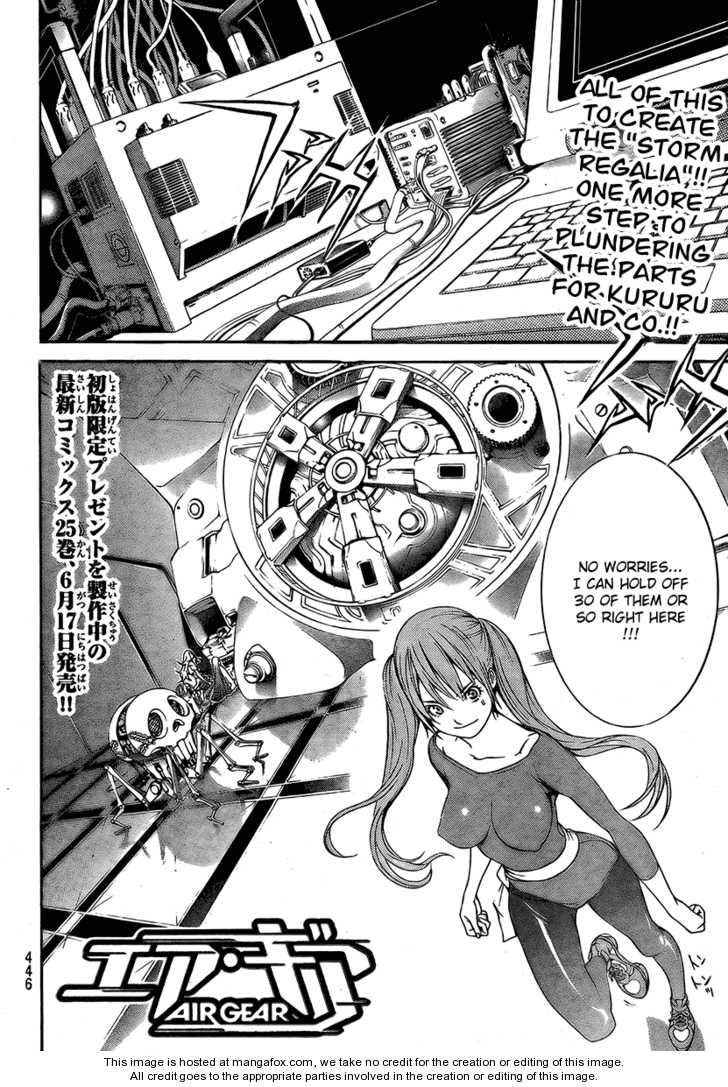 ALL OF THIS
TO CREATE
THE "STORM
REGALIA"!!
ONE MORE
STEP TO
PLUNDERING
THE PARTS
FOR KURURU
AND CO.!!
初版限定プレゼントを製作中の
最新コミックス25巻、6月17日発売!!
NO WORRIES...
I CAN HOLD OFF
30 OF THEM OR
SO RIGHT HERE
!!!
トントンッ
446
エア・ギア
AIR GEAR
This image is hosted at mangafox.com, we take no credit for the creation or editing of this image.
All credit goes to the appropriate parties involved in the creation or editing of this image.